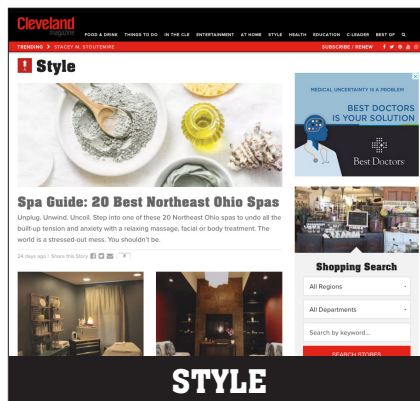 Cleveland
magazine
FOOD & DRINK THINGS TO DO IN THE CLE ENTERTAINMENT AT HOME STYLE HEALTH EDUCATION C-LEADER BEST OF
TRENDING > STACEY M. STOUTEMIRE SUBSCRIBE / RENEW
Style
MEDICAL UNCERTAINTY IS A PROBLEM
BEST DOCTORS
IS YOUR SOLUTION
Best Doctors
Spa Guide: 20 Best Northeast Ohio Spas
Unplug. Unwind. Uncoil. Step into one of these 20 Northeast Ohio spas to undo all the
built-up tension and anxiety with a relaxing massage, facial or body treatment. The
world is a stressed-out mess. You shouldn't be.
24 days ago | Share this Story
Shopping Search
All Regions
All Departments
Search by keyword...
SEARCH STORES
STYLE